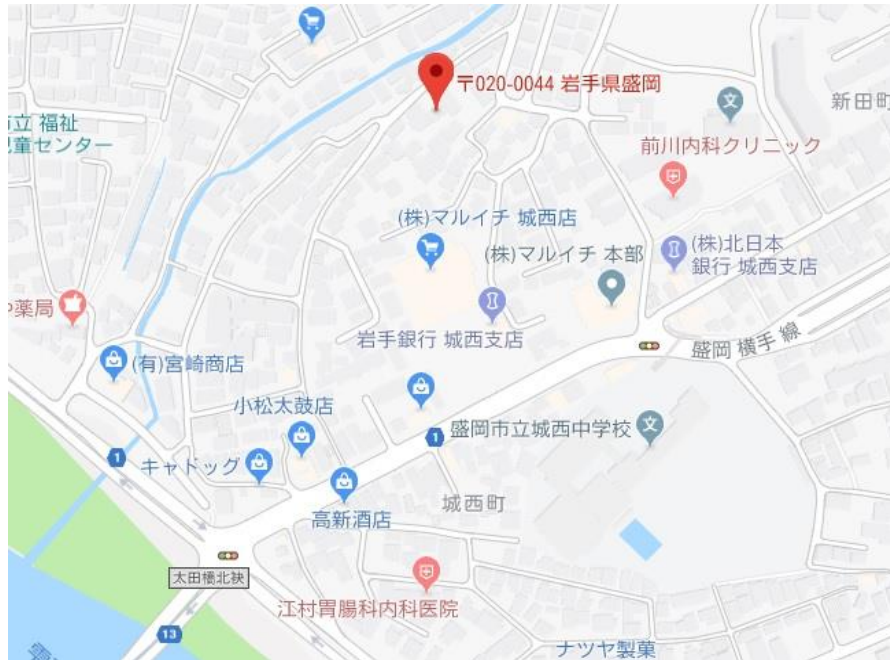 〒020-0044 岩手県盛岡
新田町
市立 福祉
児童センター
前川内科クリニック
(株)マルイチ 城西店
(株)マルイチ 本部
(株)北日本
銀行 城西支店
薬局
岩手銀行 城西支店
盛岡横手線
(有)宮崎商店
小松太鼓店
1
盛岡市立城西中学校
1
キャドッグ
高新酒店
城西町
太田橋北袂
江村胃腸科内科医院
13
ナツヤ製菓